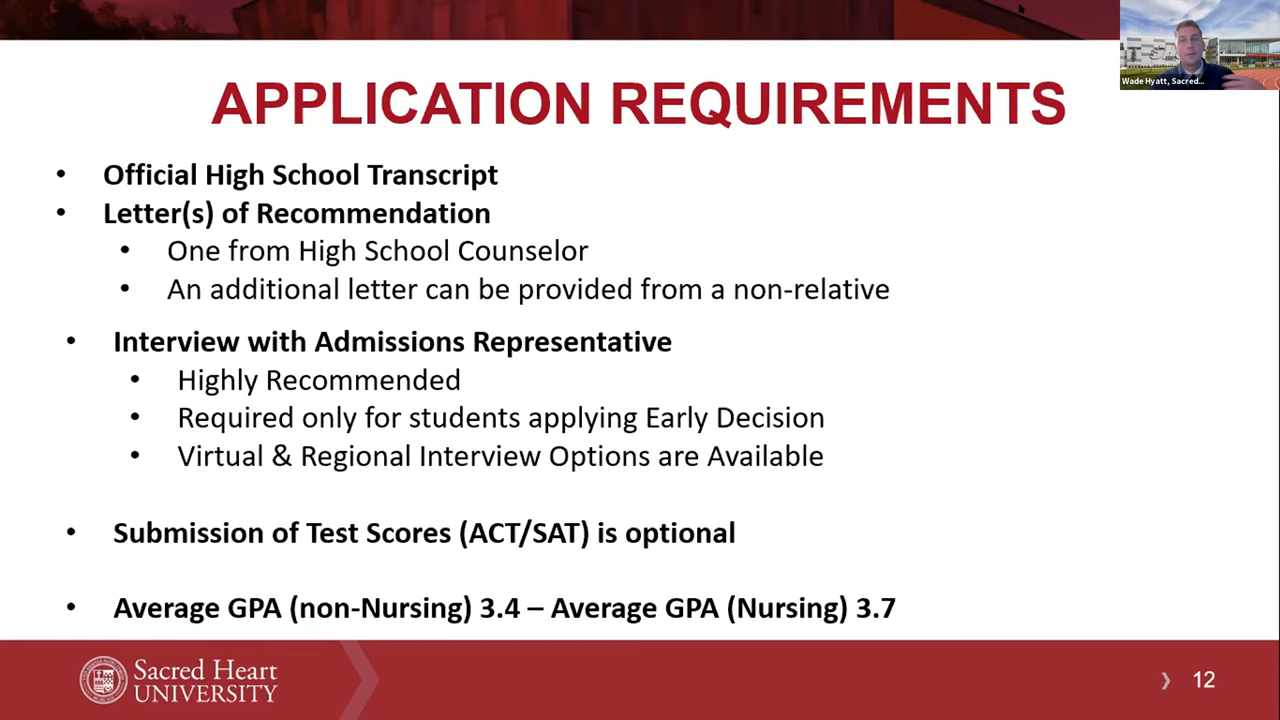 APPLICATION REQUIREMENTS
Wade Hyatt, Sacred...
• Official High School Transcript
• Letter(s) of Recommendation
• One from High School Counselor
• An additional letter can be provided from a non-relative
• Interview with Admissions Representative
• Highly Recommended
• Required only for students applying Early Decision
• Virtual & Regional Interview Options are Available
• Submission of Test Scores (ACT/SAT) is optional
• Average GPA (non-Nursing) 3.4 – Average GPA (Nursing) 3.7
Sacred Heart
UNIVERSITY
12